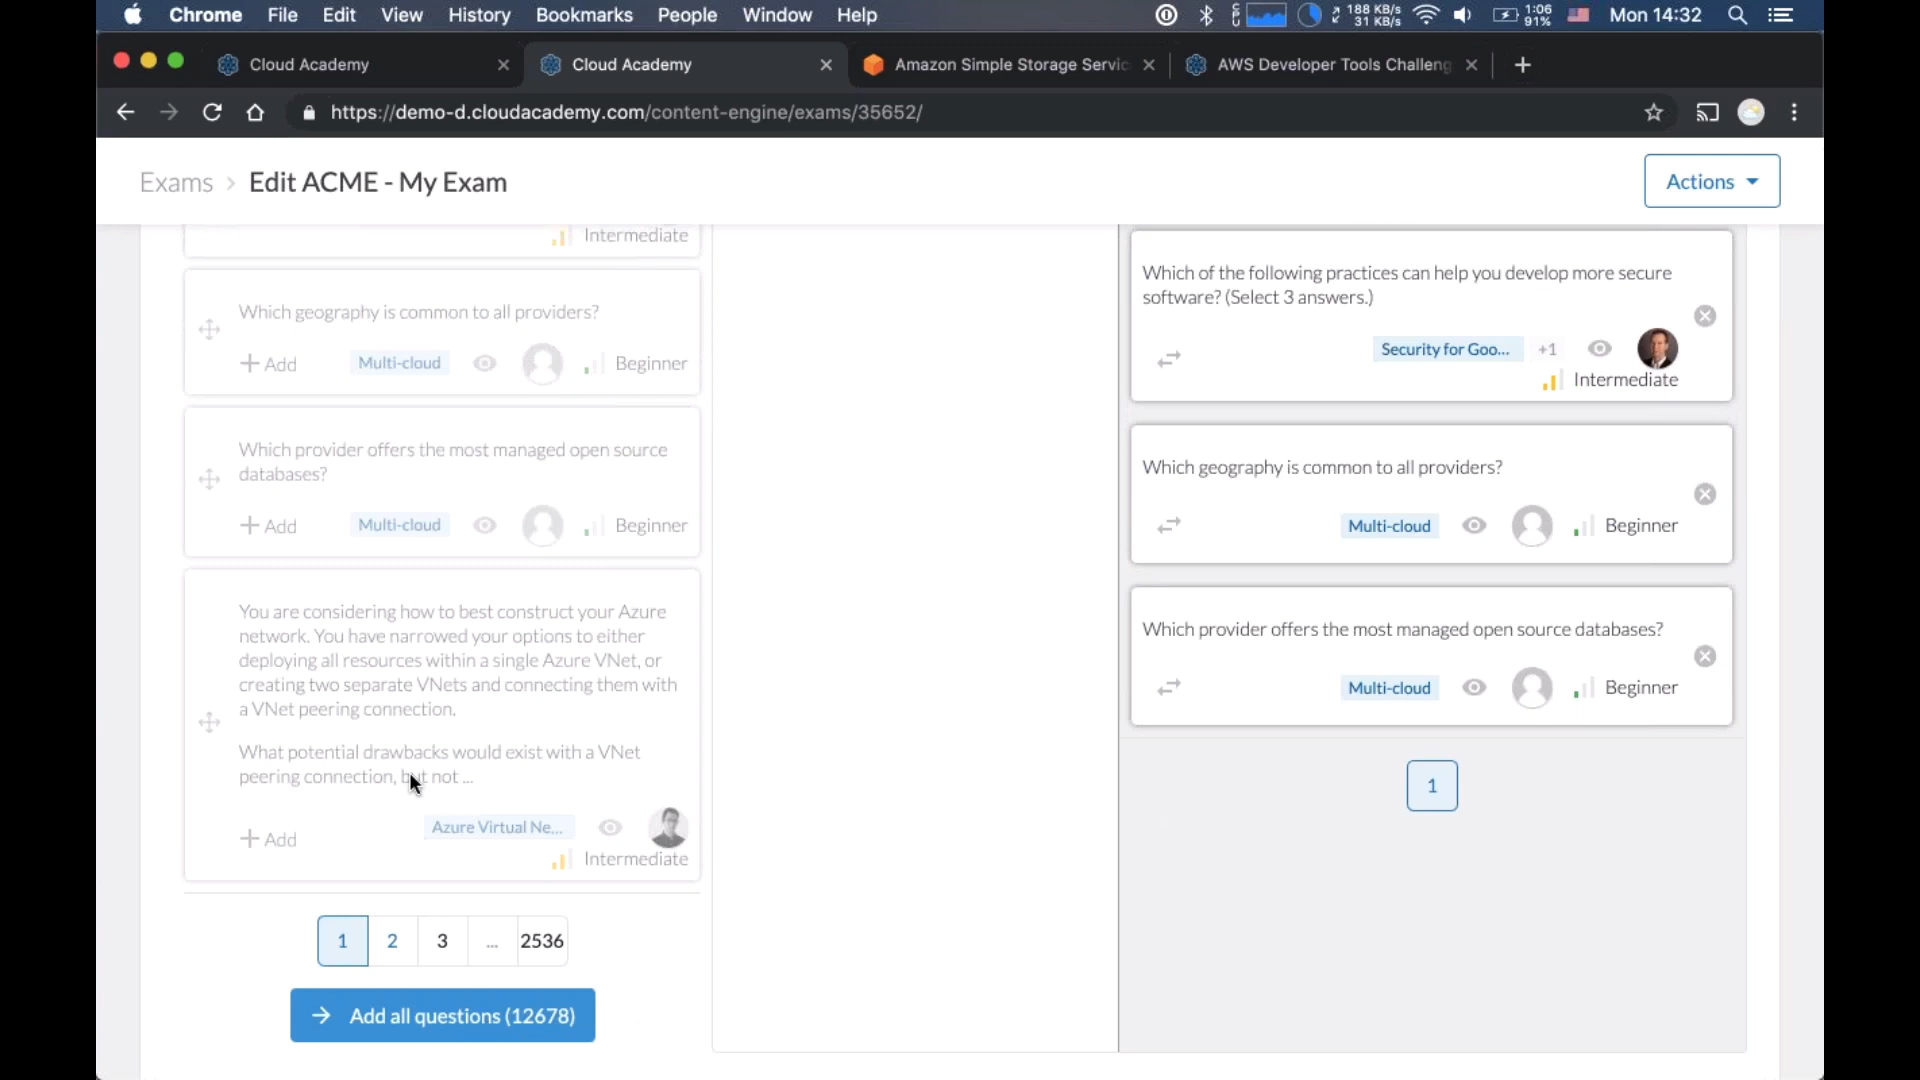 Chrome File Edit View History Bookmarks People Window Help
188 KB/s
31 KB/s
1:06
91%
Mon 14:32
Cloud Academy
Cloud Academy
Amazon Simple Storage Servic
AWS Developer Tools Challeng
https://demo-d.cloudacademy.com/content-engine/exams/35652/
Exams › Edit ACME - My Exam
Actions
Intermediate
Which geography is common to all providers?
+ Add Multi-cloud Beginner
Which provider offers the most managed open source
databases?
+ Add Multi-cloud Beginner
You are considering how to best construct your Azure
network. You have narrowed your options to either
deploying all resources within a single Azure VNet, or
creating two separate VNets and connecting them with
a VNet peering connection.
What potential drawbacks would exist with a VNet
peering connection, but not ...
+ Add Azure Virtual Ne...
Intermediate
1 2 3 ... 2536
Add all questions (12678)
Which of the following practices can help you develop more secure
software? (Select 3 answers.)
Security for Goo... +1
Intermediate
Which geography is common to all providers?
Multi-cloud Beginner
Which provider offers the most managed open source databases?
Multi-cloud Beginner
1